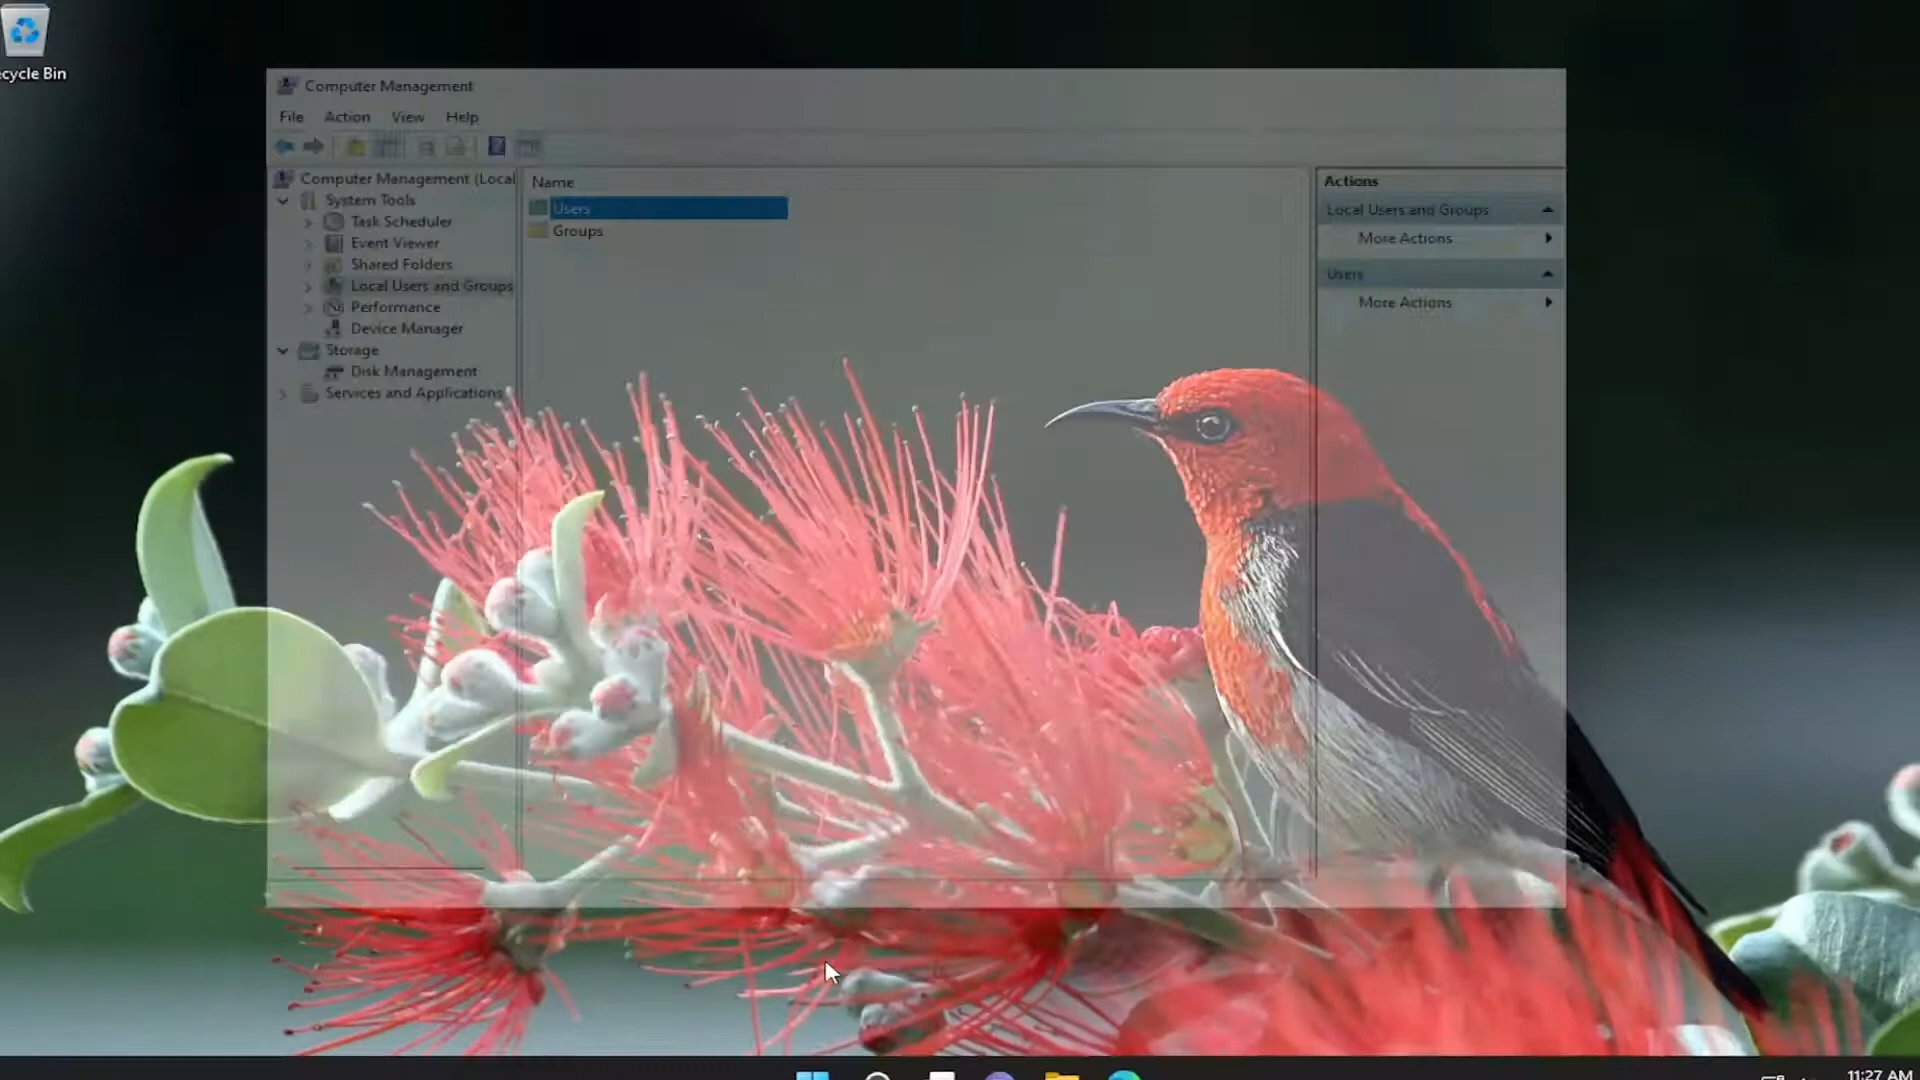 ecycle Bin
Computer Management
File Action View Help
Computer Management (Local
System Tools
Task Scheduler
Event Viewer
Shared Folders
Local Users and Groups
Performance
Device Manager
Storage
Disk Management
Services and Applications
Name
Users
Groups
Actions
Local Users and Groups
More Actions
Users
More Actions
11:27 AM